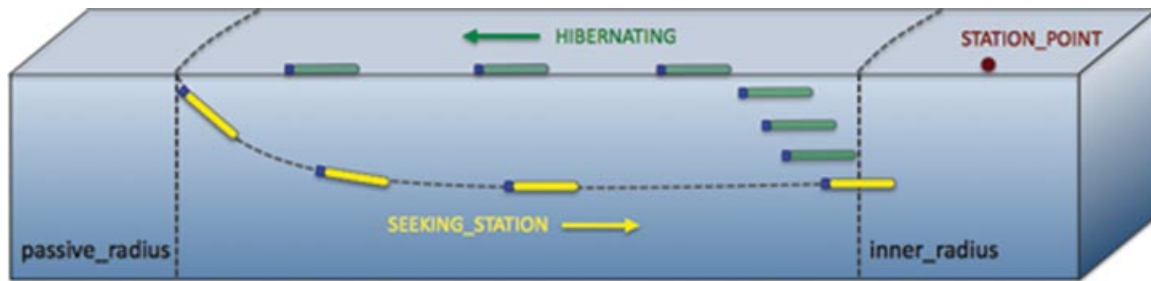 HIBERNATING
STATION_POINT
SEEKING_STATION
passive_radius
inner_radius